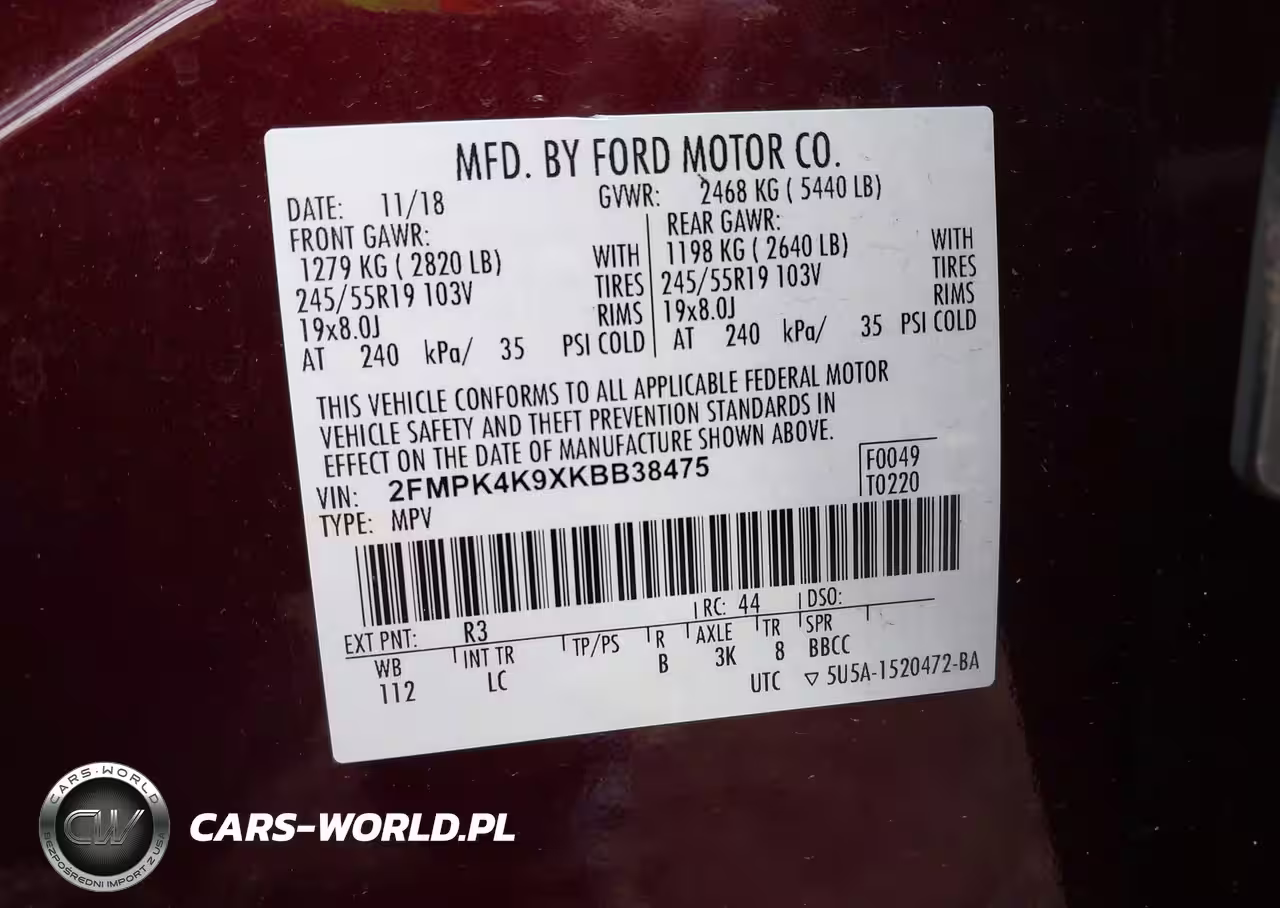 MFD. BY FORD MOTOR CO.
DATE: 11/18 GVWR: 2468 KG ( 5440 LB)
FRONT GAWR: REAR GAWR:
1279 KG ( 2820 LB) WITH 1198 KG ( 2640 LB) WITH
245/55R19 103V TIRES 245/55R19 103V TIRES
19x8.0J RIMS 19x8.0J RIMS
AT 240 kPa/ 35 PSI COLD AT 240 kPa/ 35 PSI COLD
THIS VEHICLE CONFORMS TO ALL APPLICABLE FEDERAL MOTOR
VEHICLE SAFETY AND THEFT PREVENTION STANDARDS IN
EFFECT ON THE DATE OF MANUFACTURE SHOWN ABOVE.
VIN: 2FMPK4K9XKBB38475 F0049
TYPE: MPV T0220
EXT PNT: R3 RC: 44 DSO:
WB INT TR TP/PS R AXLE TR SPR
112 LC B 3K 8 BBCC
UTC ▽ 5U5A-1520472-BA
CARS-WORLD
CW
BEZPOŚREDNI IMPORT Z USA
CARS-WORLD.PL